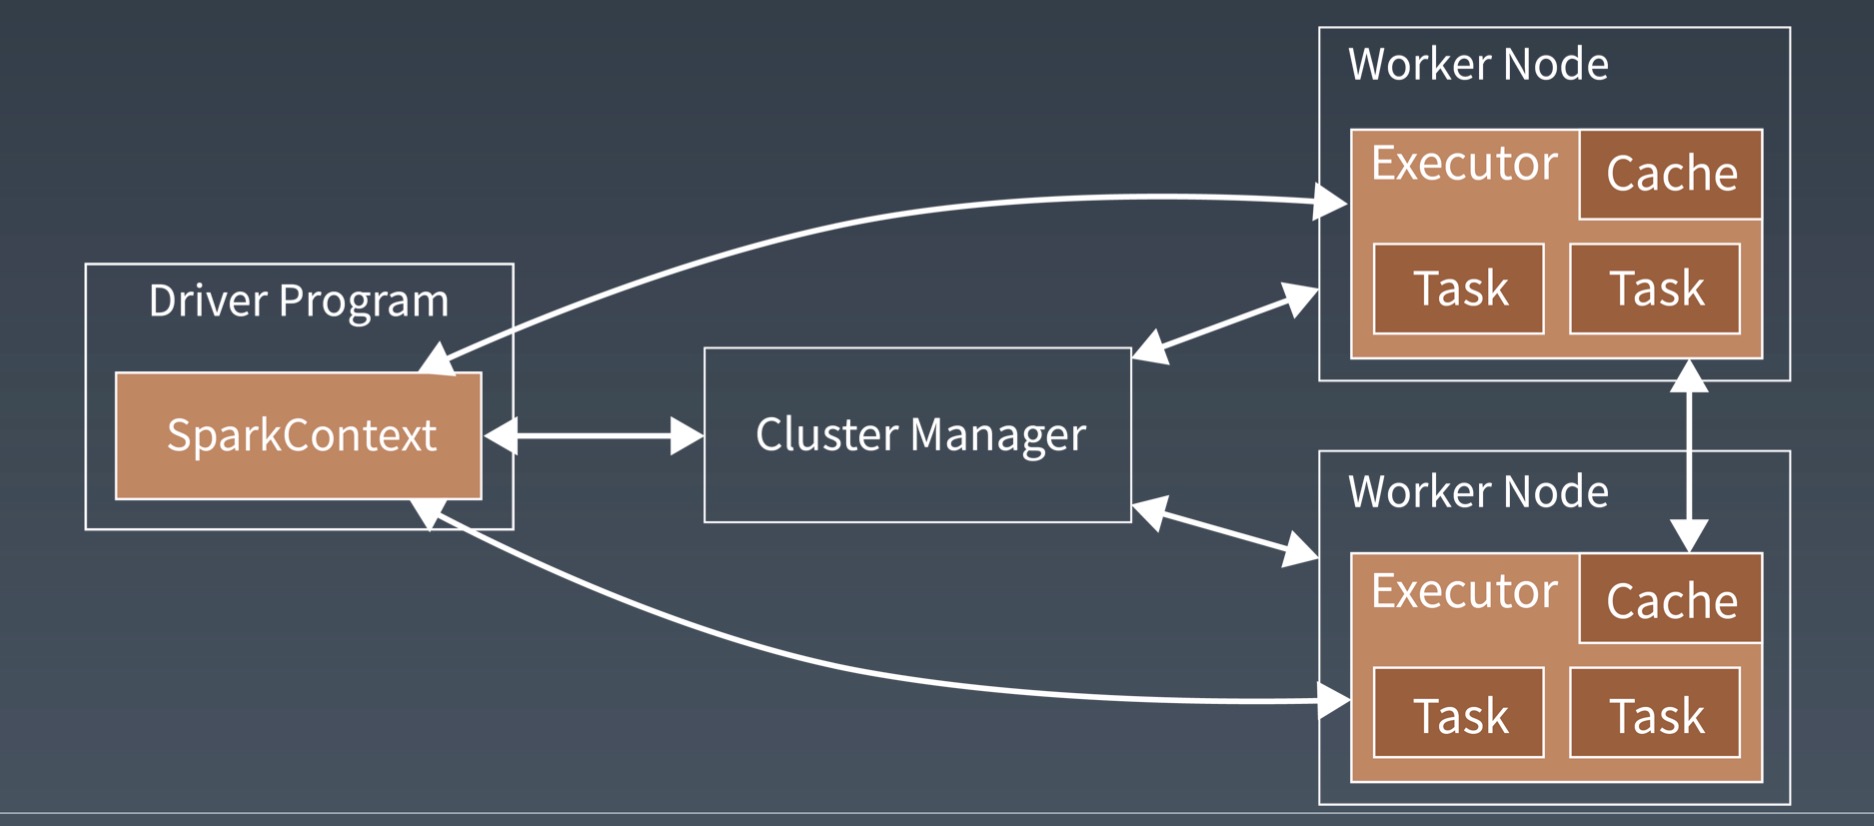 Driver Program
SparkContext
Cluster Manager
Worker Node
Executor
Cache
Task
Task
Worker Node
Executor
Cache
Task
Task